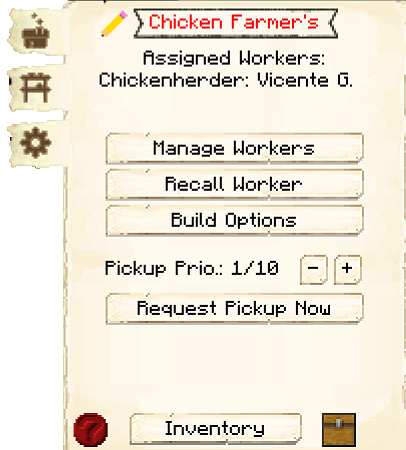 Chicken Farmer's
Assigned Workers:
Chickenherder: Vicente G.
Manage Workers
Recall Worker
Build Options
Pickup Prio.: 1/10 - +
Request Pickup Now
? Inventory